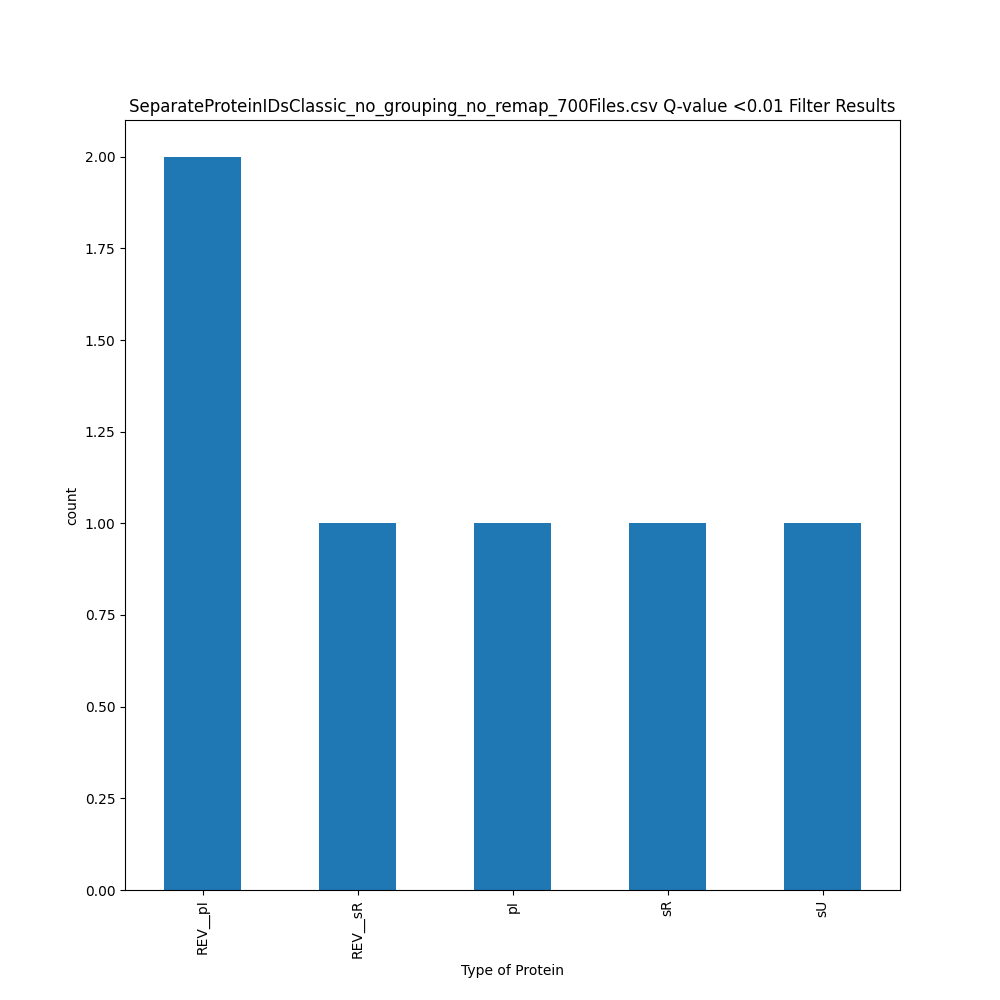 SeparateProteinIDsClassic_no_grouping_no_remap_700Files.csv Q-value <0.01 Filter Results
2.00
1.75
1.50
1.25
1.00
0.75
0.50
0.25
0.00
count
REV__pI
REV__sR
pI
sR
sU
Type of Protein